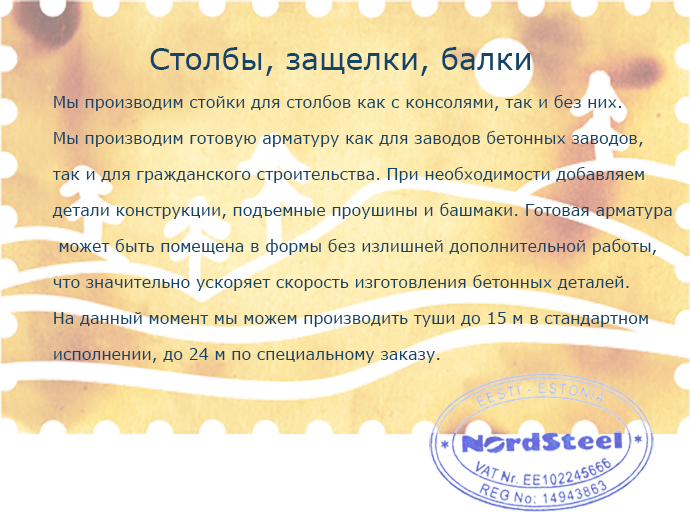 Столбы, защелки, балки
Мы производим стойки для столбов как с консолями, так и без них.
Мы производим готовую арматуру как для заводов бетонных заводов,
так и для гражданского строительства. При необходимости добавляем
детали конструкции, подъемные проушины и башмаки. Готовая арматура
может быть помещена в формы без излишней дополнительной работы,
что значительно ускоряет скорость изготовления бетонных деталей.
На данный момент мы можем производить туши до 15 м в стандартном
исполнении, до 24 м по специальному заказу.
EESTI - ESTONIA
* NordSteel *
VAT Nr. EE102245666
REG No: 14943863